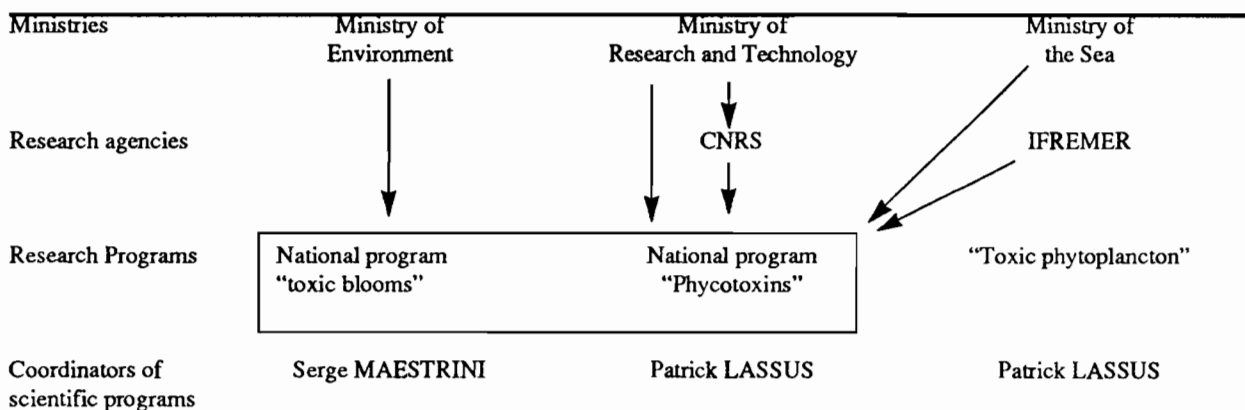 Ministries
Ministry of
Environment
Ministry of
Research and Technology
Ministry of
the Sea
Research agencies
CNRS
IFREMER
Research Programs
National program
“toxic blooms”
National program
“Phycotoxins”
“Toxic phytoplancton”
Coordinators of
scientific programs
Serge MAESTRINI
Patrick LASSUS
Patrick LASSUS